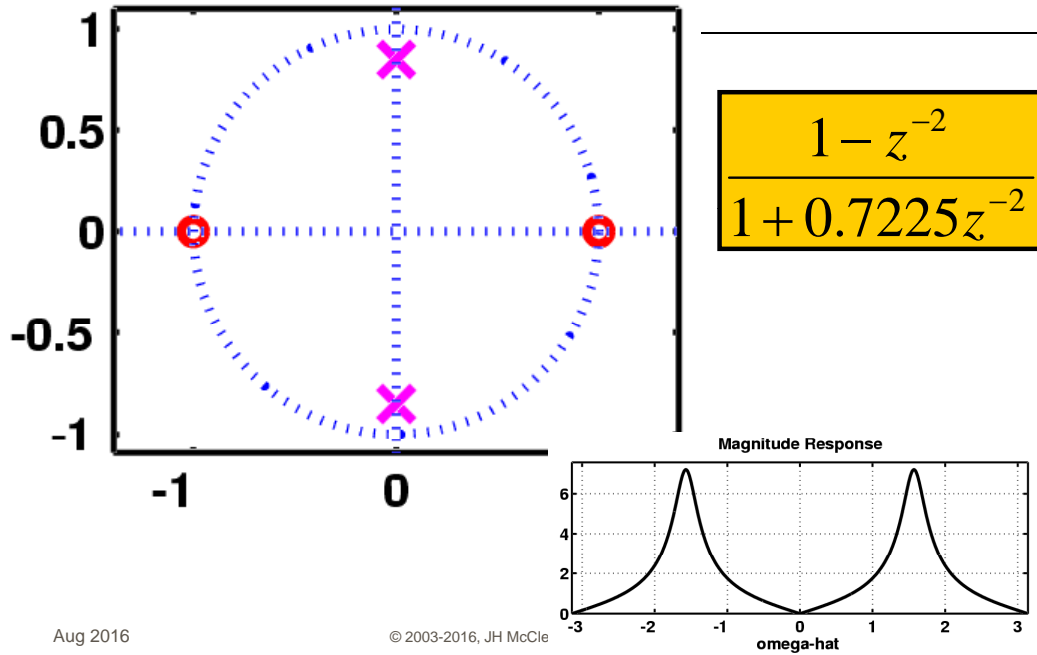 1
0.5
0
-0.5
-1
-1 0
1 − z⁻²
1 + 0.7225z⁻²
Magnitude Response
6
4
2
0
-3 -2 -1 0 1 2 3
omega-hat
Aug 2016
© 2003-2016, JH McCle